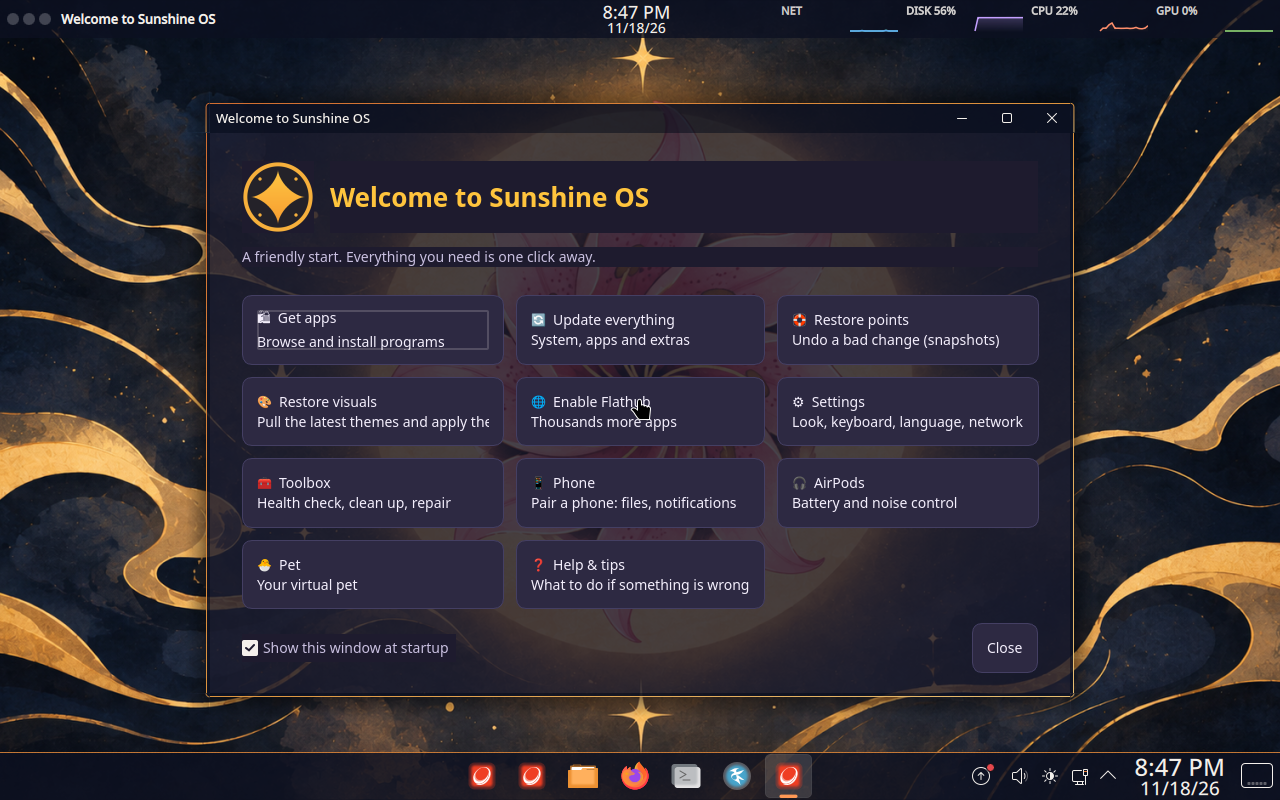 Welcome to Sunshine OS
8:47 PM
11/18/26
NET
DISK 56%
CPU 22%
GPU 0%
Welcome to Sunshine OS
Welcome to Sunshine OS
A friendly start. Everything you need is one click away.
Get apps
Browse and install programs
Update everything
System, apps and extras
Restore points
Undo a bad change (snapshots)
Restore visuals
Pull the latest themes and apply the
Enable Flathub
Thousands more apps
Settings
Look, keyboard, language, network
Toolbox
Health check, clean up, repair
Phone
Pair a phone: files, notifications
AirPods
Battery and noise control
Pet
Your virtual pet
Help & tips
What to do if something is wrong
Show this window at startup
Close
8:47 PM
11/18/26